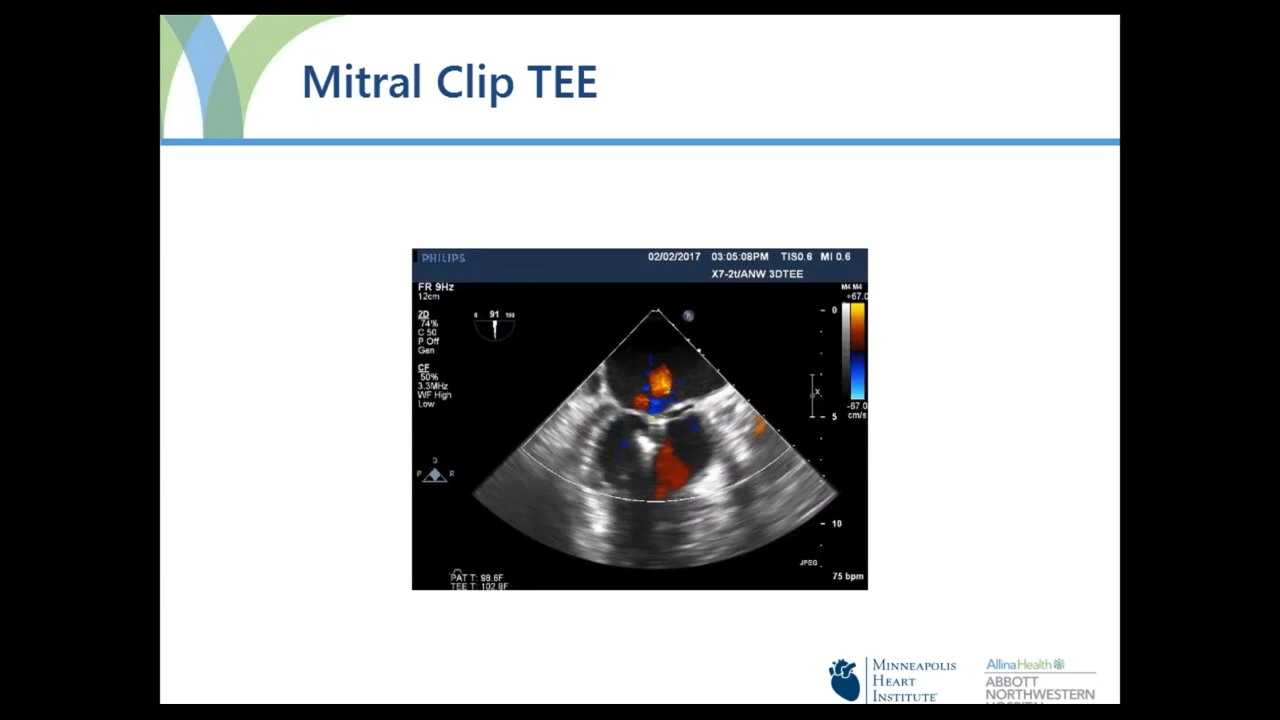 Mitral Clip TEE
PHILIPS
02/02/2017 03:05:08PM TIS0.6 MI 0.6
X7-2t/ANW 3DTEE
FR 9Hz
12cm
M4 M4
+67.0
2D
74%
C 50
P Off
Gen
CF
50%
3.3MHz
WF High
Low
0 91 180
0
5
10
-67.0
cm/s
G
P R
PAT T: 98.6F
TEE T: 102.8F
JPEG
75 bpm
MINNEAPOLIS
HEART
INSTITUTE
AllinaHealth
ABBOTT
NORTHWESTERN
HOSPITAL